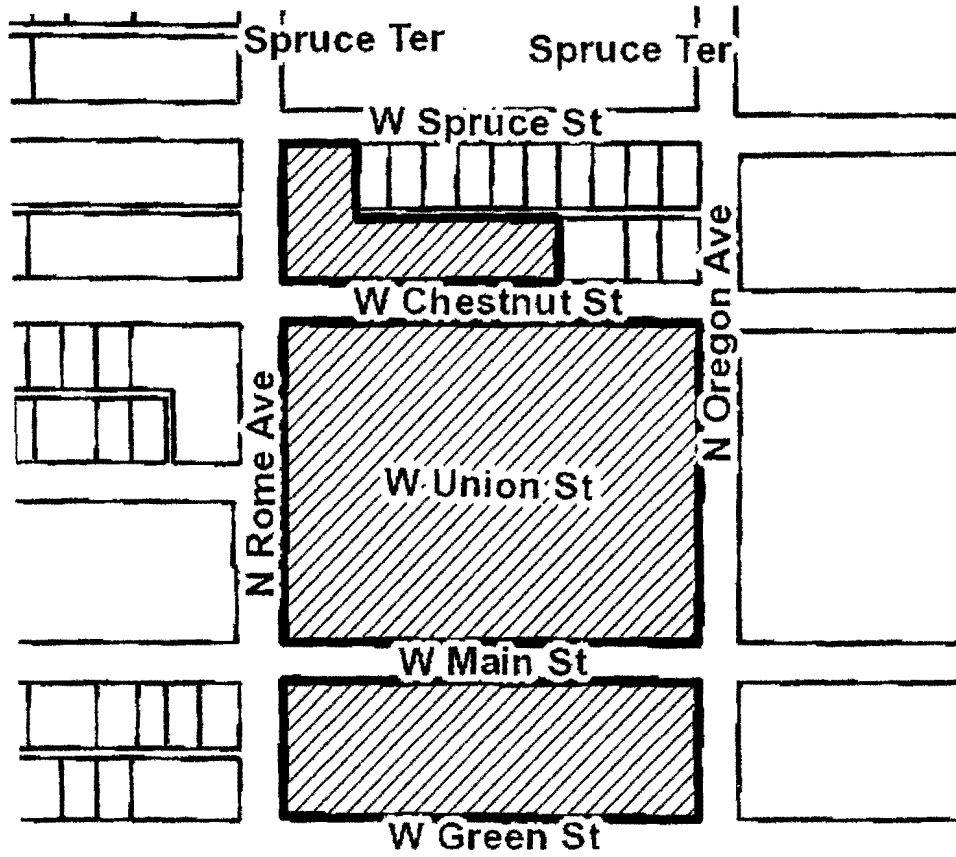 Spruce Ter
Spruce Ter
W Spruce St
W Chestnut St
N Oregon Ave
N Rome Ave
W Union St
W Main St
W Green St